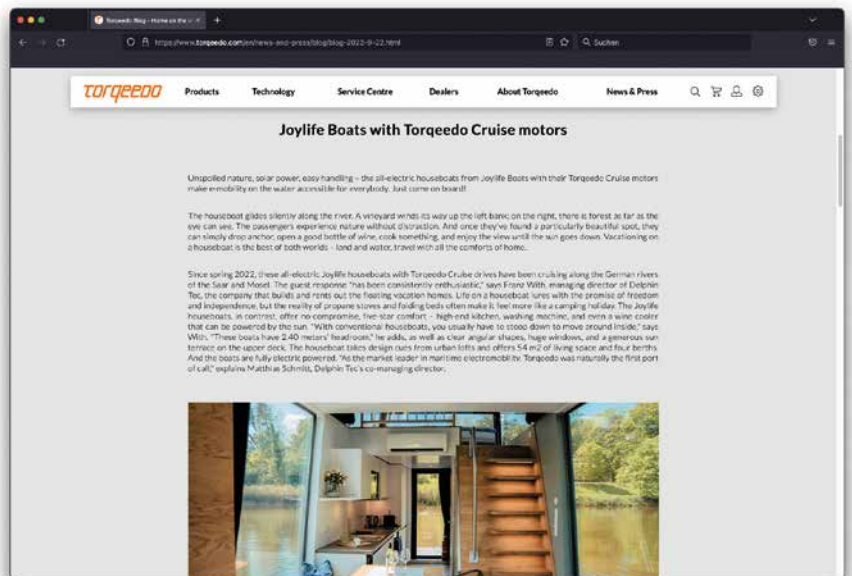 Torqeedo Blog - Home on the w
https://www.torqeedo.com/en/news-and-press/blog/blog-2022-9-22.html
Suchen
TORQEEDO
Products
Technology
Service Centre
Dealers
About Torqeedo
News & Press
Joylife Boats with Torqeedo Cruise motors
Unspoiled nature, solar power, easy handling – the all-electric houseboats from Joylife Boats with their Torqeedo Cruise motors
make e-mobility on the water accessible for everybody. Just come on board!
The houseboat glides silently along the river. A vineyard winds its way up the left bank; on the right, there is forest as far as the
eye can see. The passengers experience nature without distraction. And once they've found a particularly beautiful spot, they
can simply drop anchor, open a good bottle of wine, cook something, and enjoy the view until the sun goes down. Vacationing on
a houseboat is the best of both worlds – land and water, travel with all the comforts of home.
Since spring 2022, these all-electric Joylife houseboats with Torqeedo Cruise drives have been cruising along the German rivers
of the Saar and Mosel. The guest response "has been consistently enthusiastic," says Franz With, managing director of Delphin
Tec, the company that builds and rents out the floating vacation homes. Life on a houseboat lures with the promise of freedom
and independence, but the reality of propane stoves and folding beds often make it feel more like a camping holiday. The Joylife
houseboats, in contrast, offer no-compromise, five-star comfort – high-end kitchen, washing machine, and even a wine cooler
that can be powered by the sun. "With conventional houseboats, you usually have to stoop down to move around inside," says
With. "These boats have 2.40 meters' headroom," he adds, as well as clear angular shapes, huge windows, and a generous sun
terrace on the upper deck. The houseboat takes design cues from urban lofts and offers 54 m2 of living space and four berths.
And the boats are fully electric powered. "As the market leader in maritime electromobility, Torqeedo was naturally the first port
of call," explains Matthias Schmitt, Delphin Tec's co-managing director.